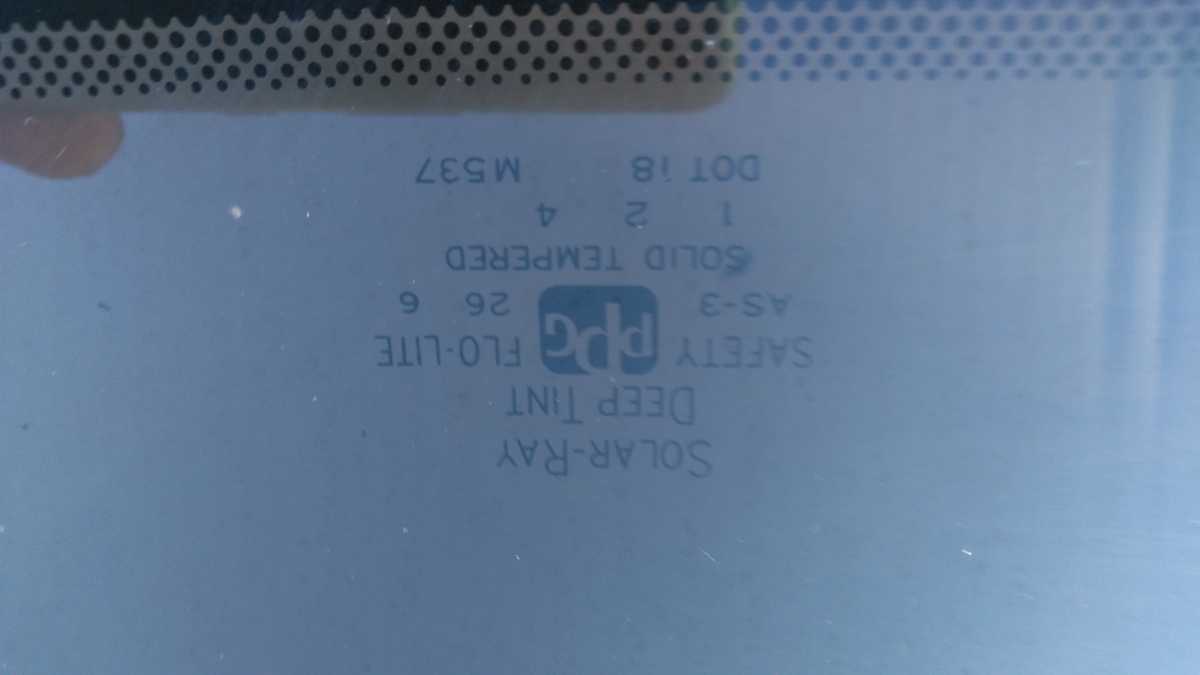 SOLAR-RAY
DEEP TINT
SAFETY ppg FLO-LITE
AS-3 26 6
SOLID TEMPERED
1 2 4
DOT 18 M537